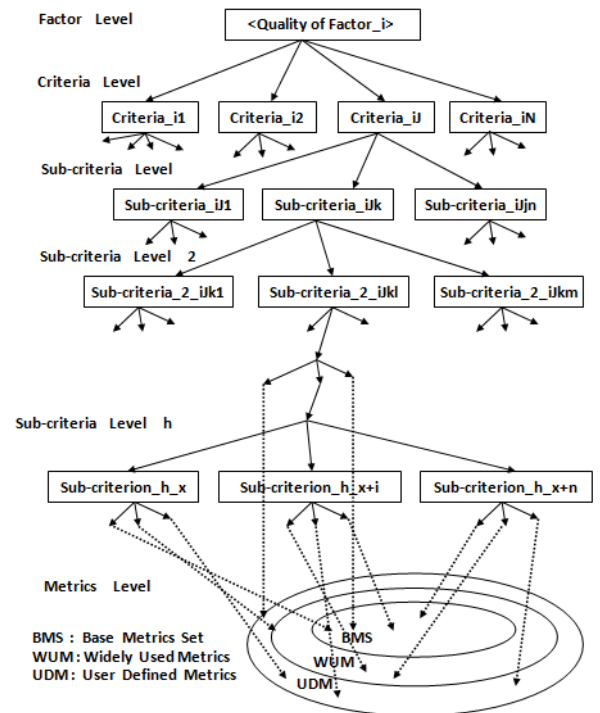 Factor Level
<Quality of Factor_i>
Criteria Level
Criteria_i1
Criteria_i2
Criteria_iJ
Criteria_iN
Sub-criteria Level
Sub-criteria_iJ1
Sub-criteria_iJk
Sub-criteria_iJjn
Sub-criteria Level 2
Sub-criteria_2_iJk1
Sub-criteria_2_iJkl
Sub-criteria_2_iJkm
Sub-criteria Level h
Sub-criterion_h_x
Sub-criterion_h_x+i
Sub-criterion_h_x+n
Metrics Level
BMS : Base Metrics Set
WUM : Widely Used Metrics
UDM : User Defined Metrics
BMS
WUM
UDM